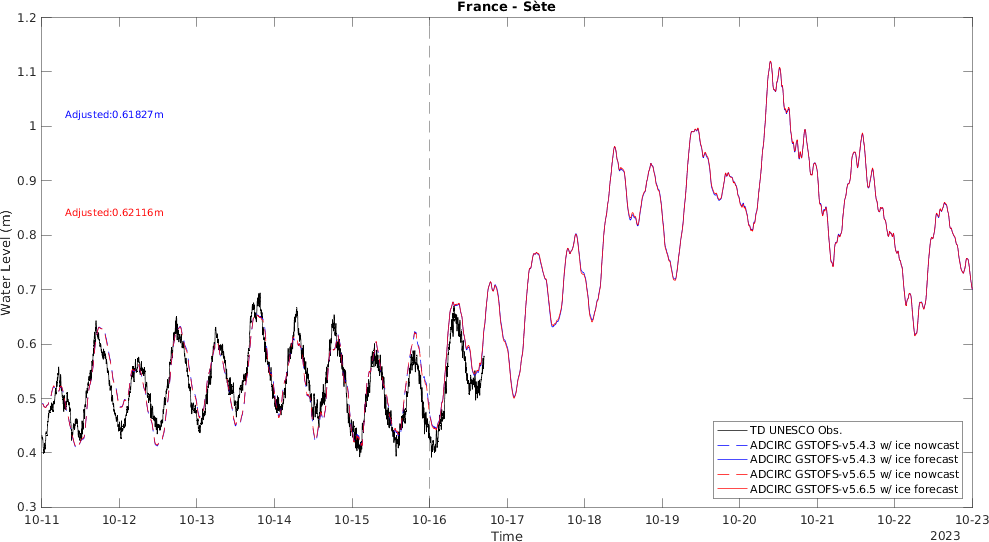 France - Sète
1.2
1.1
1
0.9
0.8
0.7
0.6
0.5
0.4
0.3
Water Level (m)
Adjusted:0.61827m
Adjusted:0.62116m
TD UNESCO Obs.
ADCIRC GSTOFS-v5.4.3 w/ ice nowcast
ADCIRC GSTOFS-v5.4.3 w/ ice forecast
ADCIRC GSTOFS-v5.6.5 w/ ice nowcast
ADCIRC GSTOFS-v5.6.5 w/ ice forecast
10-11 10-12 10-13 10-14 10-15 10-16 10-17 10-18 10-19 10-20 10-21 10-22 10-23
Time
2023